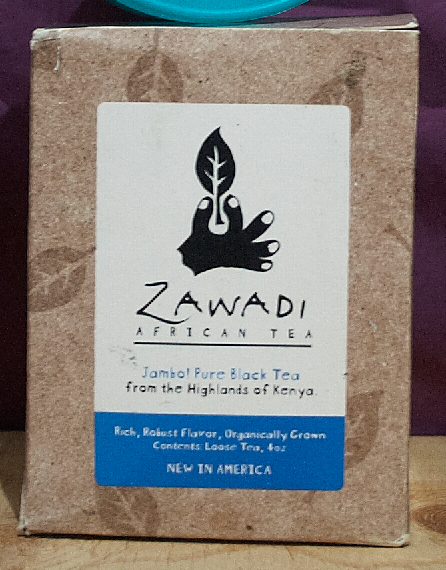 ZAWADI
AFRICAN TEA
Jambo! Pure Black Tea
from the Highlands of Kenya.
Rich, Robust Flavor, Organically Grown
Contents: Loose Tea, 4oz
NEW IN AMERICA